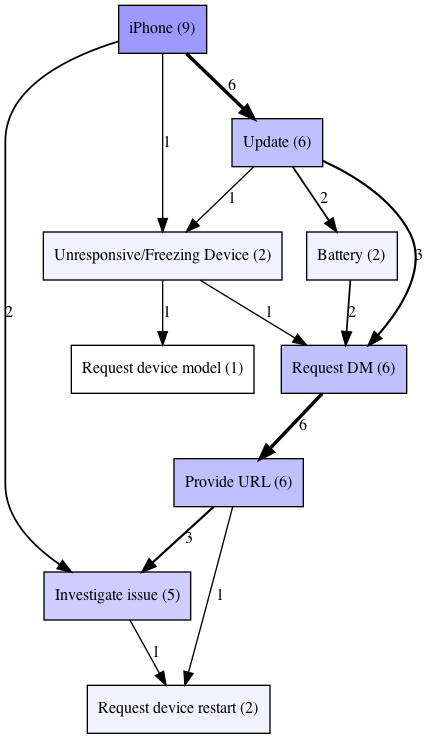 iPhone (9)
6
Update (6)
1
1
2
Unresponsive/Freezing Device (2)
Battery (2)
3
2
1
1
2
Request device model (1)
Request DM (6)
6
Provide URL (6)
3
1
Investigate issue (5)
1
Request device restart (2)